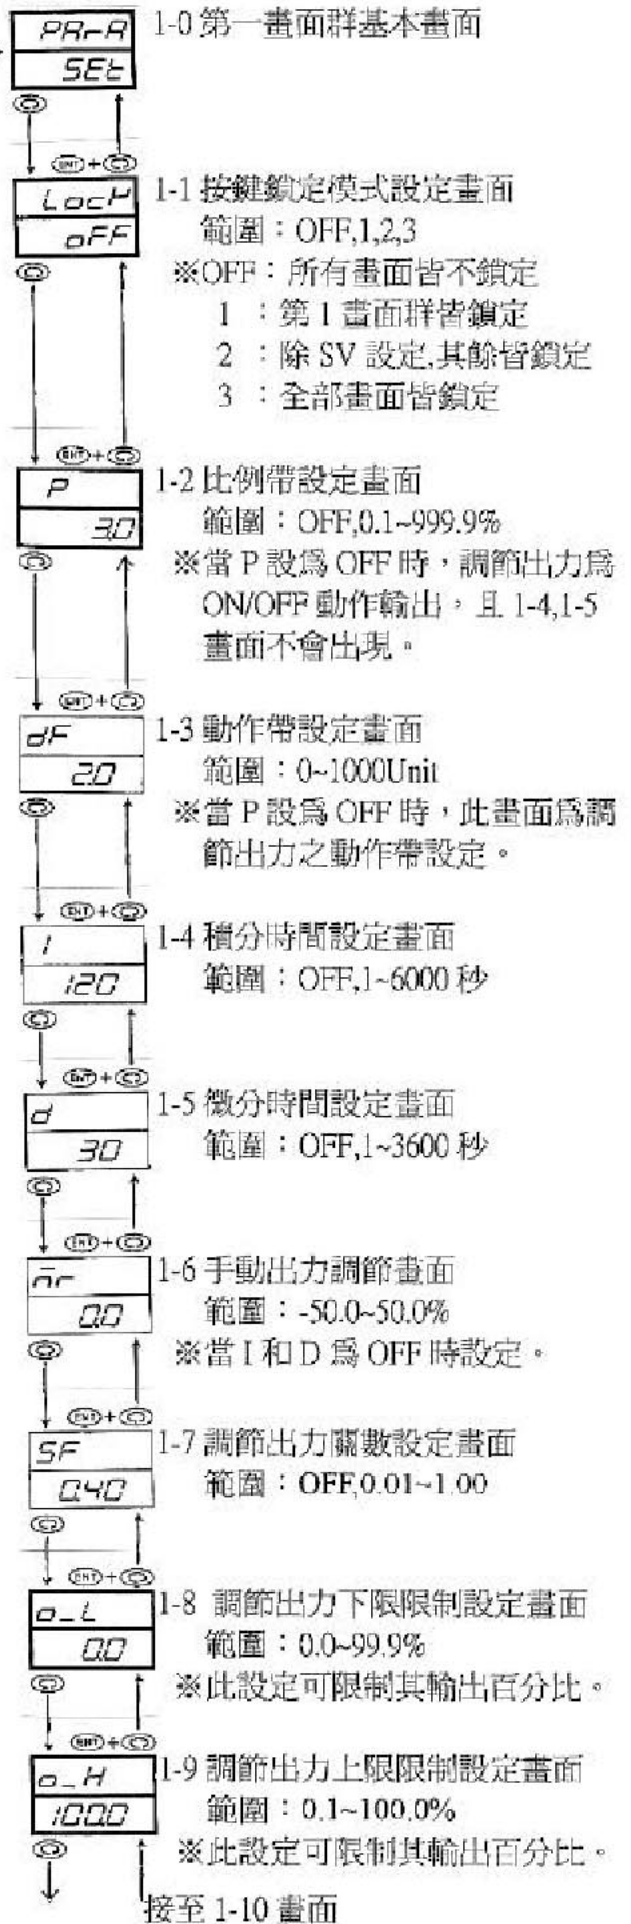 PArA 1-0 第一畫面群基本畫面
SEt
ENT+
LocK 1-1 按鍵鎖定模式設定畫面
oFF 範圍：OFF,1,2,3
※OFF：所有畫面皆不鎖定
1 ：第 1 畫面群皆鎖定
2 ：除 SV 設定,其餘皆鎖定
3 ：全部畫面皆鎖定
ENT+
P 1-2 比例帶設定畫面
3.0 範圍：OFF,0.1~999.9%
※當 P 設爲 OFF 時，調節出力爲
ON/OFF 動作輸出，且 1-4,1-5
畫面不會出現。
ENT+
dF 1-3 動作帶設定畫面
2.0 範圍：0~1000Unit
※當 P 設爲 OFF 時，此畫面爲調
節出力之動作帶設定。
ENT+
I 1-4 積分時間設定畫面
120 範圍：OFF,1~6000 秒
ENT+
d 1-5 微分時間設定畫面
30 範圍：OFF,1~3600 秒
ENT+
1-6 手動出力調節畫面
0.0 範圍：-50.0~50.0%
※當 I 和 D 爲 OFF 時設定。
ENT+
SF 1-7 調節出力關數設定畫面
0.40 範圍：OFF,0.01~1.00
ENT+
o_L 1-8 調節出力下限限制設定畫面
0.0 範圍：0.0~99.9%
※此設定可限制其輸出百分比。
ENT+
o_H 1-9 調節出力上限限制設定畫面
100.0 範圍：0.1~100.0%
※此設定可限制其輸出百分比。
接至 1-10 畫面